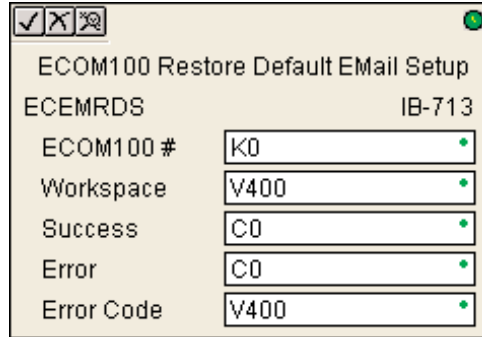 ECOM100 Restore Default EMail Setup
ECEMRDS IB-713
ECOM100 # K0
Workspace V400
Success C0
Error C0
Error Code V400